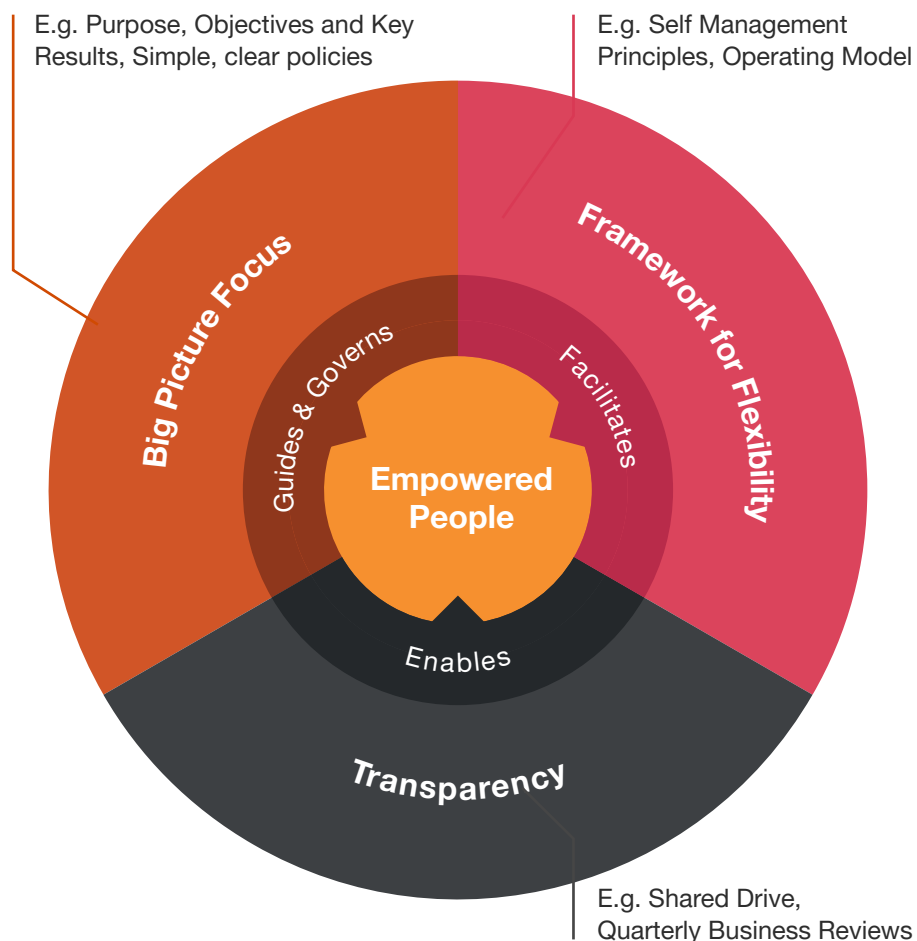 E.g. Purpose, Objectives and Key
Results, Simple, clear policies
E.g. Self Management
Principles, Operating Model
Big Picture Focus
Framework for Flexibility
Guides & Governs
Facilitates
Empowered
People
Enables
Transparency
E.g. Shared Drive,
Quarterly Business Reviews